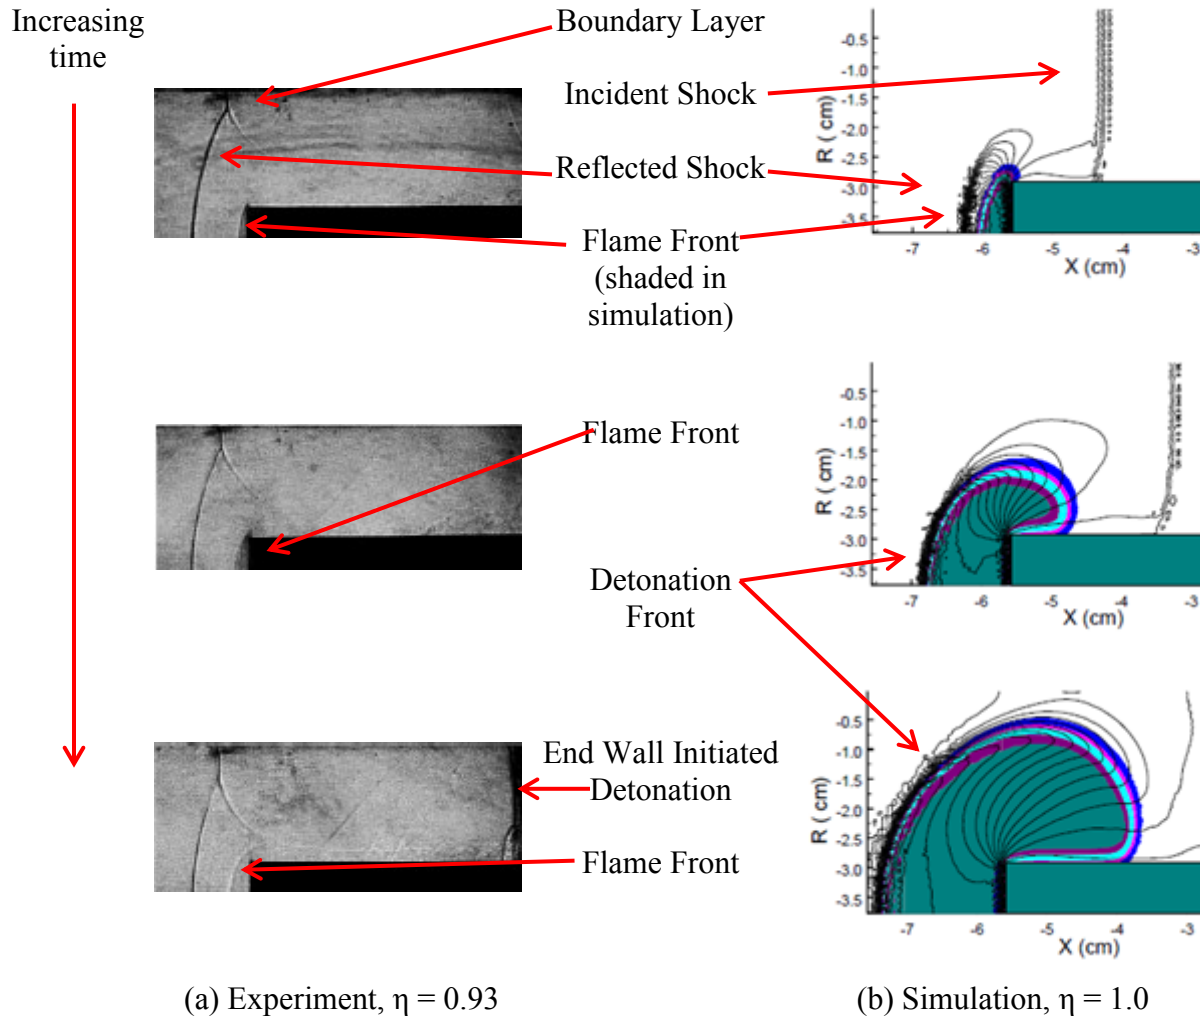 Increasing
time
Boundary Layer
Incident Shock
Reflected Shock
Flame Front
(shaded in
simulation)
-0.5
-1.0
-1.5
-2.0
-2.5
-3.0
-3.5
R ( cm)
-7
-6
-5
-4
-3
X (cm)
Flame Front
Detonation
Front
-0.5
-1.0
-1.5
-2.0
-2.5
-3.0
-3.5
R ( cm)
-7
-6
-5
-4
-3
X (cm)
End Wall Initiated
Detonation
Flame Front
-0.5
-1.0
-1.5
-2.0
-2.5
-3.0
-3.5
R ( cm)
-7
-6
-5
-4
-3
X (cm)
(a) Experiment, η = 0.93
(b) Simulation, η = 1.0